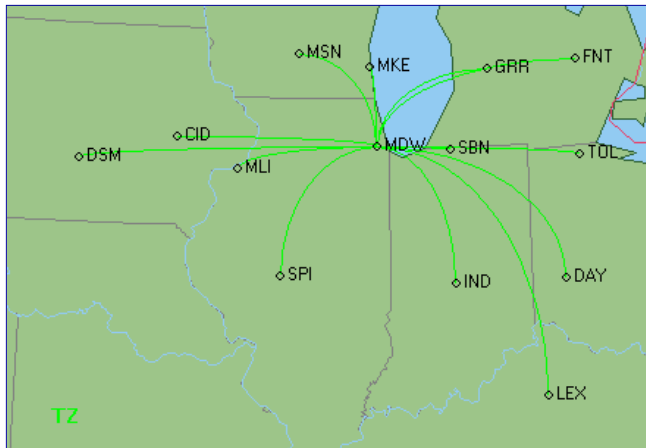 MSN
MKE
GRR
FNT
CID
DSM
MLI
MDW
SBN
TOL
SPI
IND
DAY
LEX
TZ